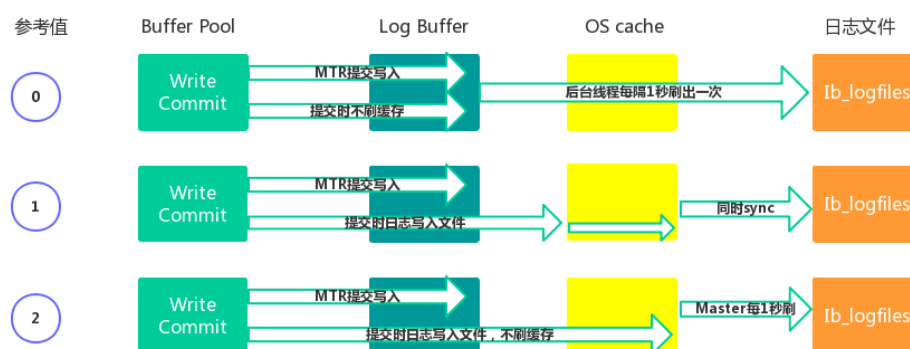 参考值 Buffer Pool Log Buffer OS cache 日志文件
0
Write
Commit
MTR提交写入
提交时不刷缓存
后台线程每隔1秒刷出一次
Ib_logfiles
1
Write
Commit
MTR提交写入
提交时日志写入文件
同时sync
Ib_logfiles
2
Write
Commit
MTR提交写入
提交时日志写入文件，不刷缓存
Master每1秒刷
Ib_logfiles